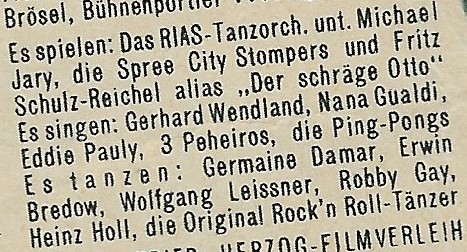 Brösel, Bühnenportier
Es spielen: Das RIAS-Tanzorch. unt. Michael
Jary, die Spree City Stompers und Fritz
Schulz-Reichel alias „Der schräge Otto“
Es singen: Gerhard Wendland, Nana Gualdi,
Eddie Pauly, 3 Peheiros, die Ping-Pongs
Es tanzen: Germaine Damar, Erwin
Bredow, Wolfgang Leissner, Robby Gay,
Heinz Holl, die Original Rock'n Roll-Tänzer
HERZOG-FILMVERLEIH